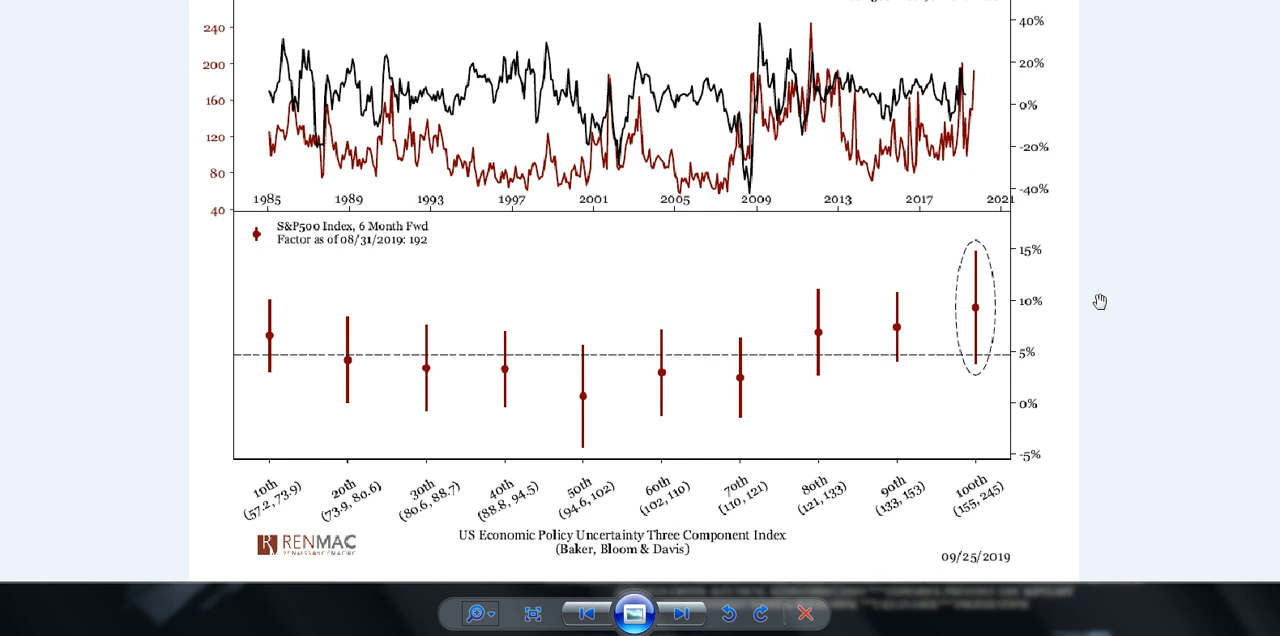 40%
240
200
160
120
80
40
20%
0%
-20%
-40%
1985 1989 1993 1997 2001 2005 2009 2013 2017 2021
S&P500 Index, 6 Month Fwd
Factor as of 08/31/2019: 192
15%
10%
5%
0%
-5%
10th
(57.2, 73.9)
20th
(73.9, 80.6)
30th
(80.6, 88.7)
40th
(88.8, 94.5)
50th
(94.6, 102)
60th
(102, 110)
70th
(110, 121)
80th
(121, 133)
90th
(133, 153)
100th
(155, 245)
US Economic Policy Uncertainty Three Component Index
(Baker, Bloom & Davis)
RENMAC
09/25/2019